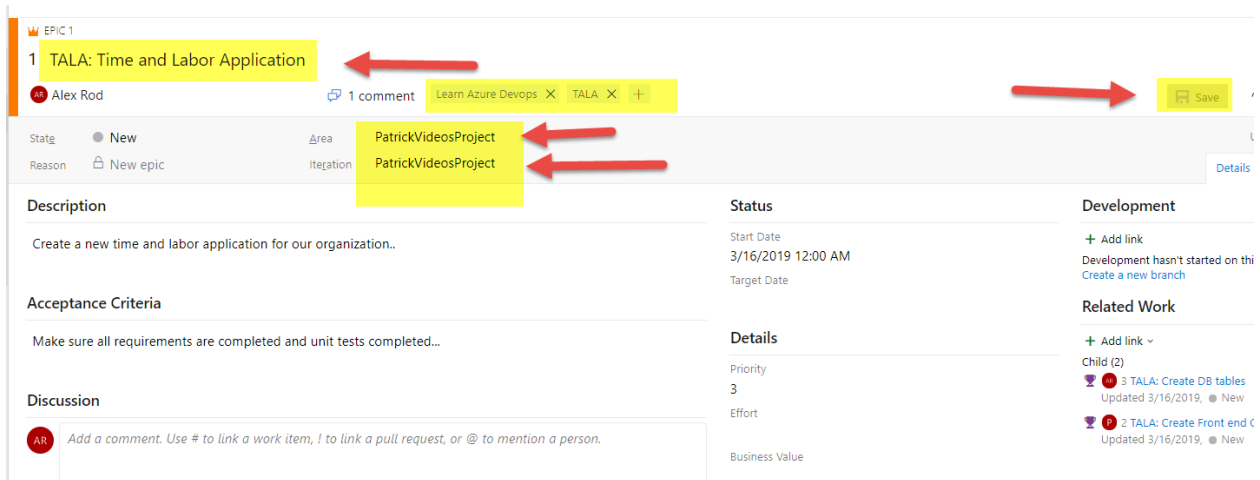 EPIC 1
1 TALA: Time and Labor Application
AR Alex Rod 1 comment Learn Azure Devops TALA Save
State New Area PatrickVideosProject
Reason New epic Iteration PatrickVideosProject
Details
Description
Create a new time and labor application for our organization..
Acceptance Criteria
Make sure all requirements are completed and unit tests completed...
Discussion
AR Add a comment. Use # to link a work item, ! to link a pull request, or @ to mention a person.
Status
Start Date
3/16/2019 12:00 AM
Target Date
Details
Priority
3
Effort
Business Value
Development
+ Add link
Development hasn't started on thi
Create a new branch
Related Work
+ Add link
Child (2)
AR 3 TALA: Create DB tables
Updated 3/16/2019, New
P 2 TALA: Create Front end
Updated 3/16/2019, New